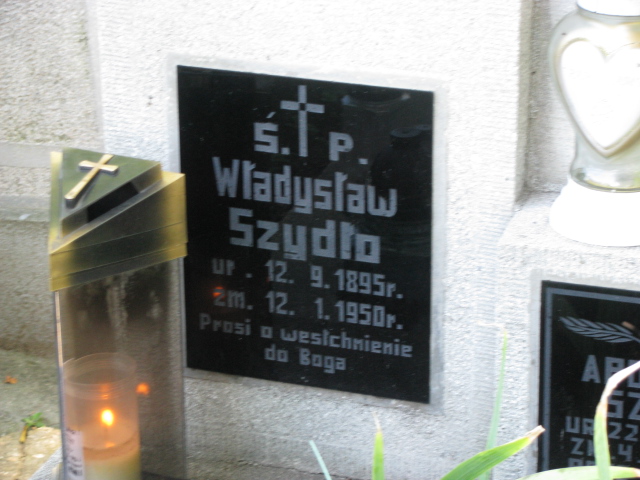 Ś. P.
Władysław
Szydło
ur. 12. 9. 1895r.
zm. 12. 1. 1950r.
Prosi o westchnienie
do Boga